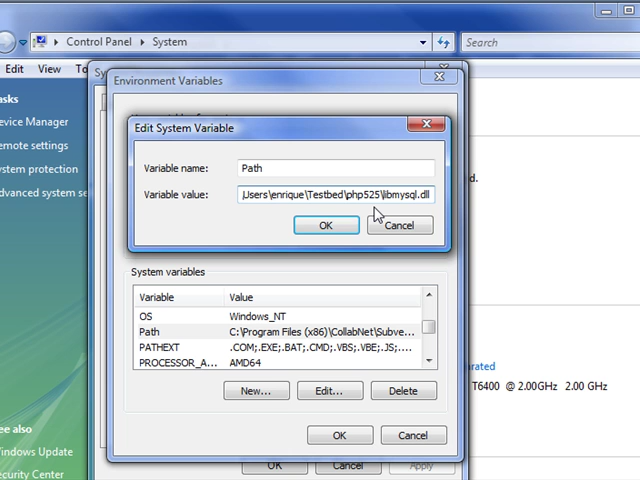 Control Panel System
Search
Edit View To
Sy
Environment Variables
asks
evice Manager
emote settings
ystem protection
dvanced system se
Edit System Variable
Variable name: Path
Variable value: \Users\enrique\Testbed\php525\libmysql.dll
OK Cancel
d.
System variables
Variable Value
OS Windows_NT
Path C:\Program Files (x86)\CollabNet\Subve...
PATHEXT .COM;.EXE;.BAT;.CMD;.VBS;.VBE;.JS;....
PROCESSOR_A... AMD64
New... Edit... Delete
rated
T6400 @ 2.00GHz 2.00 GHz
OK Cancel
ee also
Windows Update
ecurity Center
OK Cancel Apply